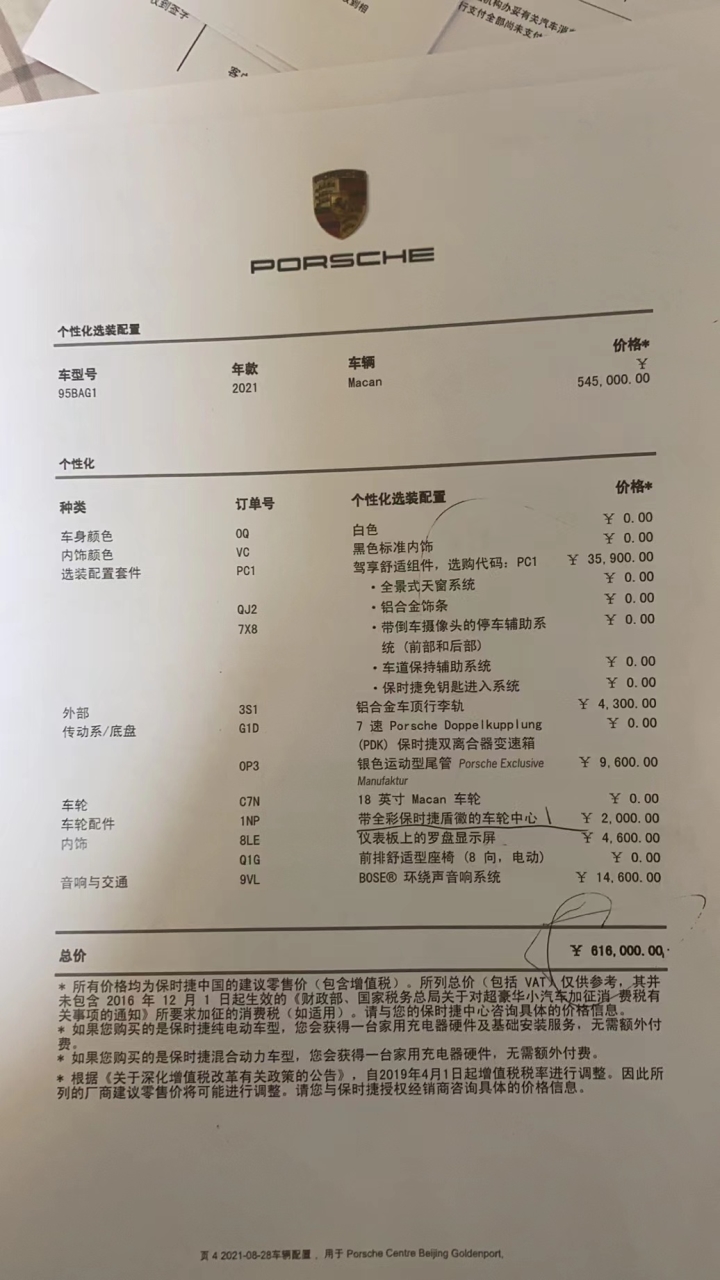 收到签字
收到相
机构办妥有关汽车消
行支付全部尚未支付
PORSCHE
个性化选装配置
车型号 年款 车辆 价格*
¥
95BAG1 2021 Macan 545,000.00
个性化
种类 订单号 个性化选装配置 价格*
车身颜色 0Q 白色 ¥ 0.00
内饰颜色 VC 黑色标准内饰 ¥ 0.00
选装配置套件 PC1 驾享舒适组件，选购代码：PC1 ¥ 35,900.00
・全景式天窗系统 ¥ 0.00
QJ2 ・铝合金饰条 ¥ 0.00
7X8 ・带倒车摄像头的停车辅助系 ¥ 0.00
统（前部和后部）
・车道保持辅助系统 ¥ 0.00
・保时捷免钥匙进入系统 ¥ 0.00
外部 3S1 铝合金车顶行李轨 ¥ 4,300.00
传动系/底盘 G1D 7 速 Porsche Doppelkupplung ¥ 0.00
(PDK) 保时捷双离合器变速箱
0P3 银色运动型尾管 Porsche Exclusive ¥ 9,600.00
Manufaktur
车轮 C7N 18 英寸 Macan 车轮 ¥ 0.00
车轮配件 1NP 带全彩保时捷盾徽的车轮中心 ¥ 2,000.00
内饰 8LE 仪表板上的罗盘显示屏 ¥ 4,600.00
Q1G 前排舒适型座椅（8 向，电动） ¥ 0.00
音响与交通 9VL BOSE® 环绕声音响系统 ¥ 14,600.00
总价 ¥ 616,000.00
* 所有价格均为保时捷中国的建议零售价（包含增值税）。所列总价（包括 VAT）仅供参考，其并
未包含 2016 年 12 月 1 日起生效的《财政部、国家税务总局关于对超豪华小汽车加征消 费税有
关事项的通知》所要求加征的消费税（如适用）。请与您的保时捷中心咨询具体的价格信息。
* 如果您购买的是保时捷纯电动车型，您会获得一台家用充电器硬件及基础安装服务，无需额外付
费。
* 如果您购买的是保时捷混合动力车型，您会获得一台家用充电器硬件，无需额外付费。
* 根据《关于深化增值税改革有关政策的公告》，自2019年4月1日起增值税税率进行调整。因此所
列的厂商建议零售价将可能进行调整。请您与保时捷授权经销商咨询具体的价格信息。
页 4 2021-08-28车辆配置 ，用于 Porsche Centre Beijing Goldenport,